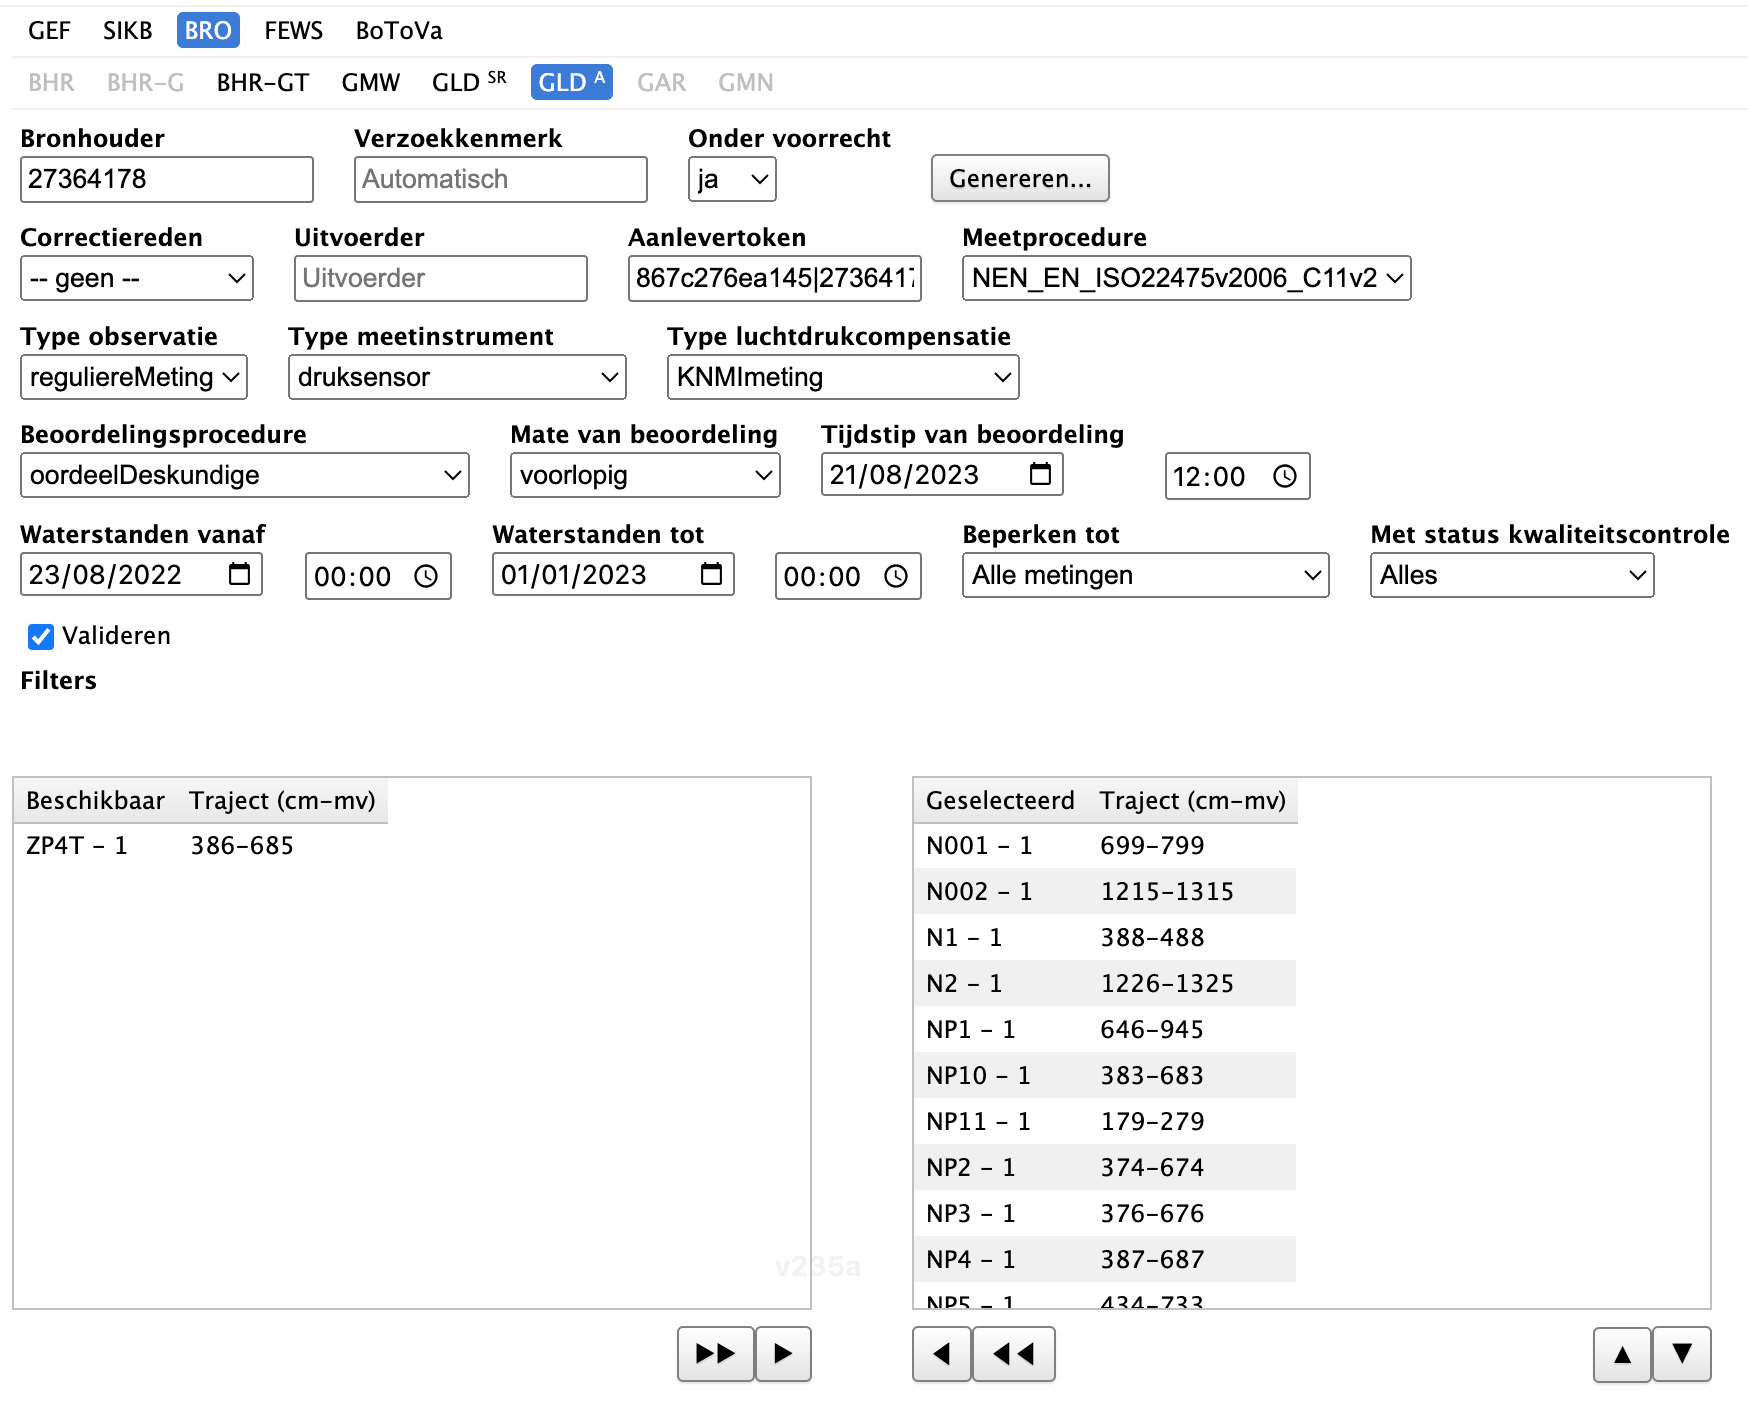 GEF SIKB BRO FEWS BoToVa
BHR BHR-G BHR-GT GMW GLD SR GLD A GAR GMN
Bronhouder Verzoekkenmerk Onder voorrecht
27364178 Automatisch ja Genereren...
Correctiereden Uitvoerder Aanlevertoken Meetprocedure
-- geen -- Uitvoerder 867c276ea145|2736417 NEN_EN_ISO22475v2006_C11v2
Type observatie Type meetinstrument Type luchtdrukcompensatie
reguliereMeting druksensor KNMImeting
Beoordelingsprocedure Mate van beoordeling Tijdstip van beoordeling
oordeelDeskundige voorlopig 21/08/2023 12:00
Waterstanden vanaf Waterstanden tot Beperken tot Met status kwaliteitscontrole
23/08/2022 00:00 01/01/2023 00:00 Alle metingen Alles
Valideren
Filters
Beschikbaar Traject (cm-mv) Geselecteerd Traject (cm-mv)
ZP4T - 1 386-685 N001 - 1 699-799
N002 - 1 1215-1315
N1 - 1 388-488
N2 - 1 1226-1325
NP1 - 1 646-945
NP10 - 1 383-683
NP11 - 1 179-279
NP2 - 1 374-674
NP3 - 1 376-676
NP4 - 1 387-687
v235a
NP5 - 1 434-733